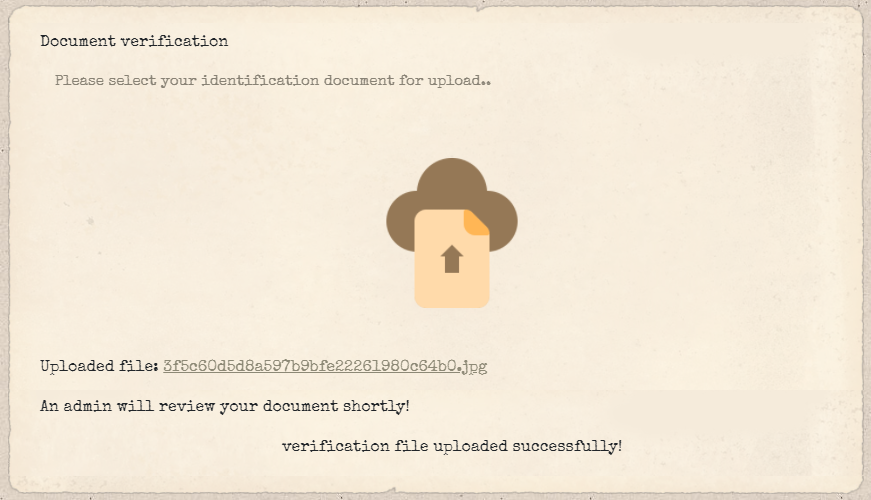 Document verification
Please select your identification document for upload..
Uploaded file: 3f5c60d5d8a597b9bfe22261980c64b0.jpg
An admin will review your document shortly!
verification file uploaded successfully!